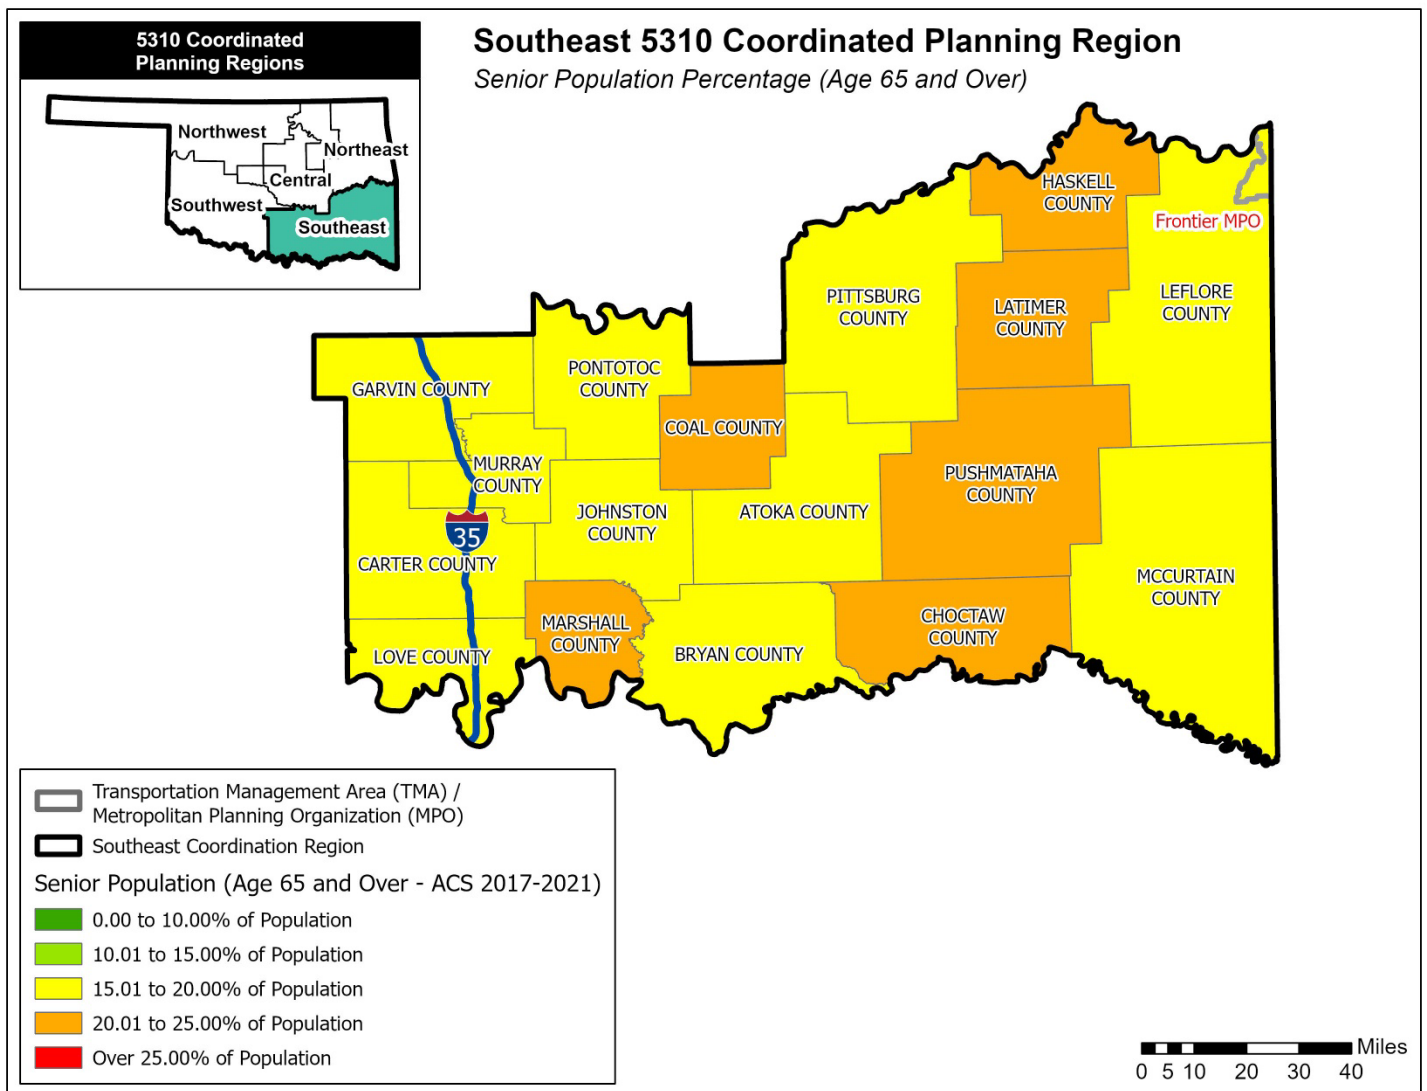 5310 Coordinated
Planning Regions
Northwest
Northeast
Central
Southwest
Southeast
Southeast 5310 Coordinated Planning Region
Senior Population Percentage (Age 65 and Over)
HASKELL
COUNTY
Frontier MPO
PITTSBURG
COUNTY
LATIMER
COUNTY
LEFLORE
COUNTY
GARVIN COUNTY
PONTOTOC
COUNTY
COAL COUNTY
MURRAY
COUNTY
PUSHMATAHA
COUNTY
JOHNSTON
COUNTY
ATOKA COUNTY
35
CARTER COUNTY
MCCURTAIN
COUNTY
MARSHALL
COUNTY
CHOCTAW
COUNTY
LOVE COUNTY
BRYAN COUNTY
Transportation Management Area (TMA) /
Metropolitan Planning Organization (MPO)
Southeast Coordination Region
Senior Population (Age 65 and Over - ACS 2017-2021)
0.00 to 10.00% of Population
10.01 to 15.00% of Population
15.01 to 20.00% of Population
20.01 to 25.00% of Population
Over 25.00% of Population
Miles
0 5 10 20 30 40